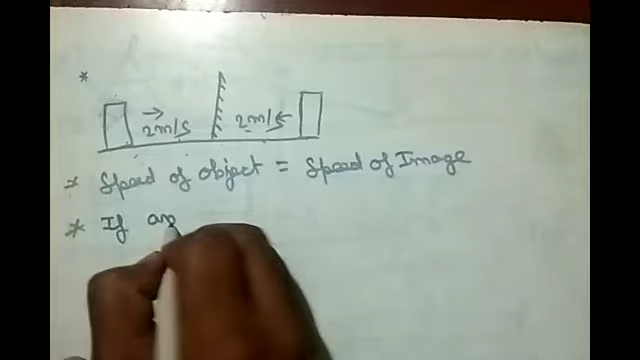 *
2m/s 2m/s
* Speed of object = Speed of Image
* If an